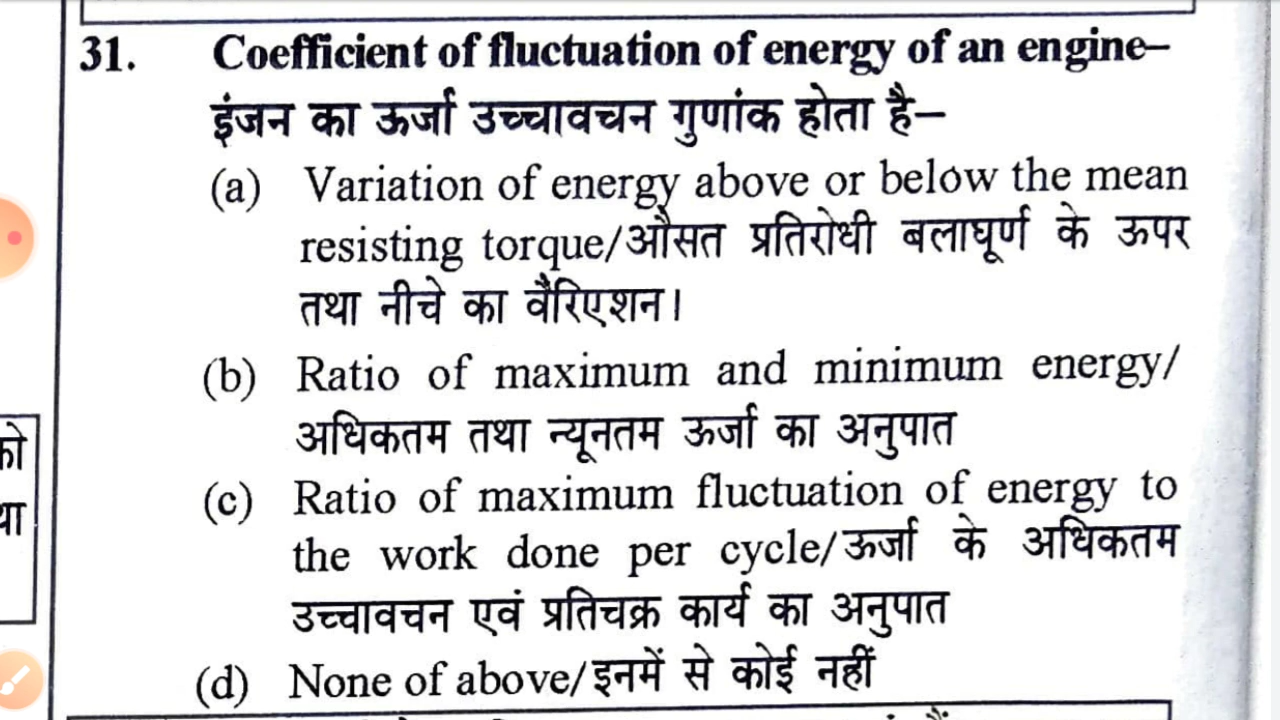 31. Coefficient of fluctuation of energy of an engine–
इंजन का ऊर्जा उच्चावचन गुणांक होता है–
(a) Variation of energy above or below the mean
resisting torque/औसत प्रतिरोधी बलाघूर्ण के ऊपर
तथा नीचे का वैरिएशन।
(b) Ratio of maximum and minimum energy/
अधिकतम तथा न्यूनतम ऊर्जा का अनुपात
(c) Ratio of maximum fluctuation of energy to
the work done per cycle/ऊर्जा के अधिकतम
उच्चावचन एवं प्रतिचक्र कार्य का अनुपात
(d) None of above/इनमें से कोई नहीं